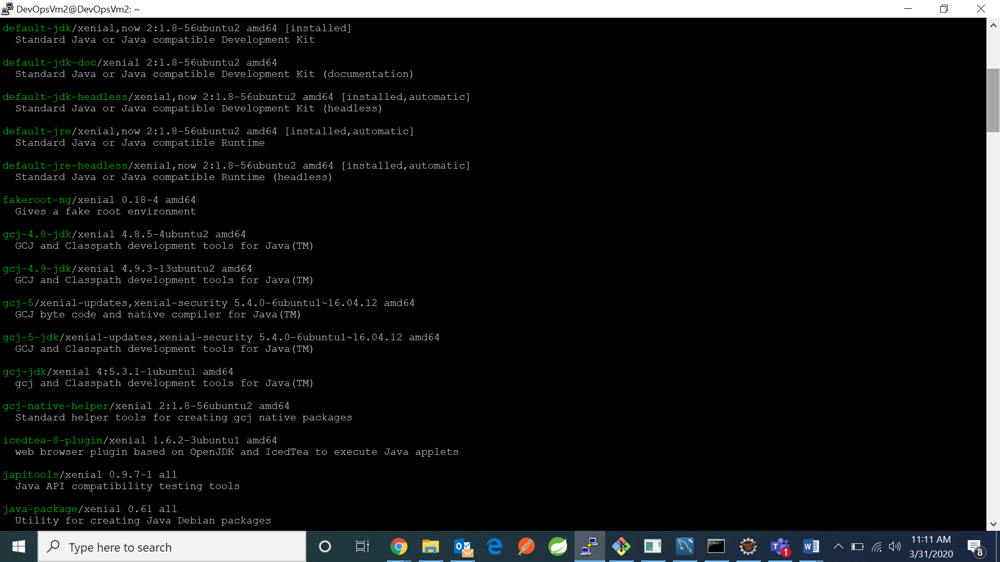 DevOpsVm2@DevOpsVm2: ~
default-jdk/xenial,now 2:1.8-56ubuntu2 amd64 [installed]
Standard Java or Java compatible Development Kit
default-jdk-doc/xenial 2:1.8-56ubuntu2 amd64
Standard Java or Java compatible Development Kit (documentation)
default-jdk-headless/xenial,now 2:1.8-56ubuntu2 amd64 [installed,automatic]
Standard Java or Java compatible Development Kit (headless)
default-jre/xenial,now 2:1.8-56ubuntu2 amd64 [installed,automatic]
Standard Java or Java compatible Runtime
default-jre-headless/xenial,now 2:1.8-56ubuntu2 amd64 [installed,automatic]
Standard Java or Java compatible Runtime (headless)
fakeroot-ng/xenial 0.18-4 amd64
Gives a fake root environment
gcj-4.8-jdk/xenial 4.8.5-4ubuntu2 amd64
GCJ and Classpath development tools for Java(TM)
gcj-4.9-jdk/xenial 4.9.3-13ubuntu2 amd64
GCJ and Classpath development tools for Java(TM)
gcj-5/xenial-updates,xenial-security 5.4.0-6ubuntu1~16.04.12 amd64
GCJ byte code and native compiler for Java(TM)
gcj-5-jdk/xenial-updates,xenial-security 5.4.0-6ubuntu1~16.04.12 amd64
GCJ and Classpath development tools for Java(TM)
gcj-jdk/xenial 4:5.3.1-1ubuntu1 amd64
gcj and Classpath development tools for Java(TM)
gcj-native-helper/xenial 2:1.8-56ubuntu2 amd64
Standard helper tools for creating gcj native packages
icedtea-8-plugin/xenial 1.6.2-3ubuntu1 amd64
web browser plugin based on OpenJDK and IcedTea to execute Java applets
japitools/xenial 0.9.7-1 all
Java API compatibility testing tools
java-package/xenial 0.61 all
Utility for creating Java Debian packages
Type here to search
11:11 AM
3/31/2020
8
1